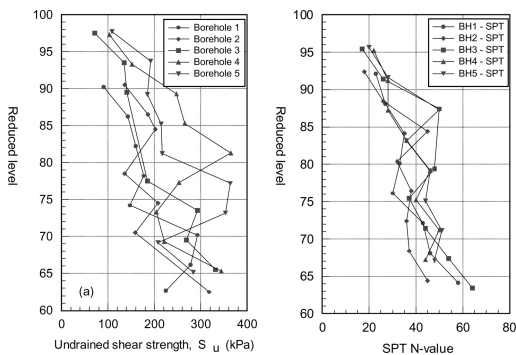 100
95
90
85
80
75
70
65
60
Reduced level
Borehole 1
Borehole 2
Borehole 3
Borehole 4
Borehole 5
(a)
0 100 200 300 400
Undrained shear strength, S u (kPa)
100
95
90
85
80
75
70
65
60
Reduced level
BH1 - SPT
BH2 - SPT
BH3 - SPT
BH4 - SPT
BH5 - SPT
0 20 40 60 80
SPT N-value